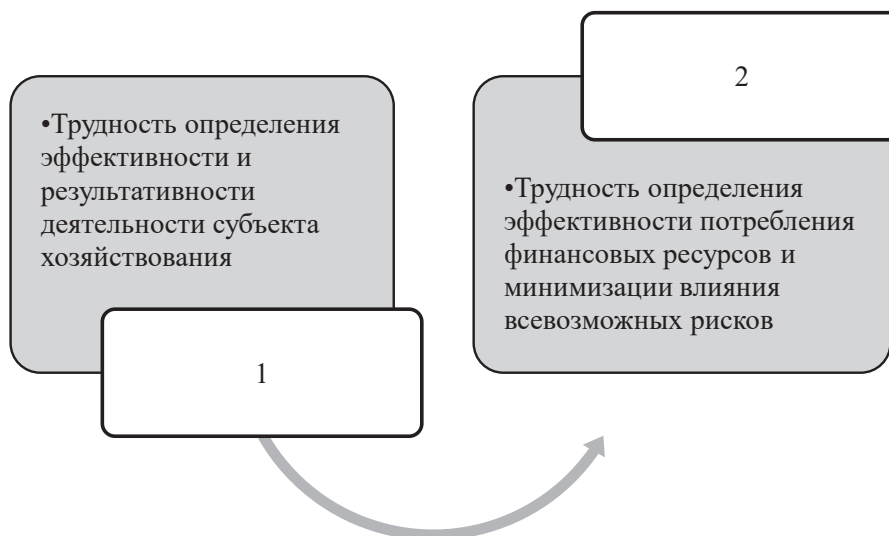 •Трудность определения
эффективности и
результативности
деятельности субъекта
хозяйствования
1
2
•Трудность определения
эффективности потребления
финансовых ресурсов и
минимизации влияния
всевозможных рисков